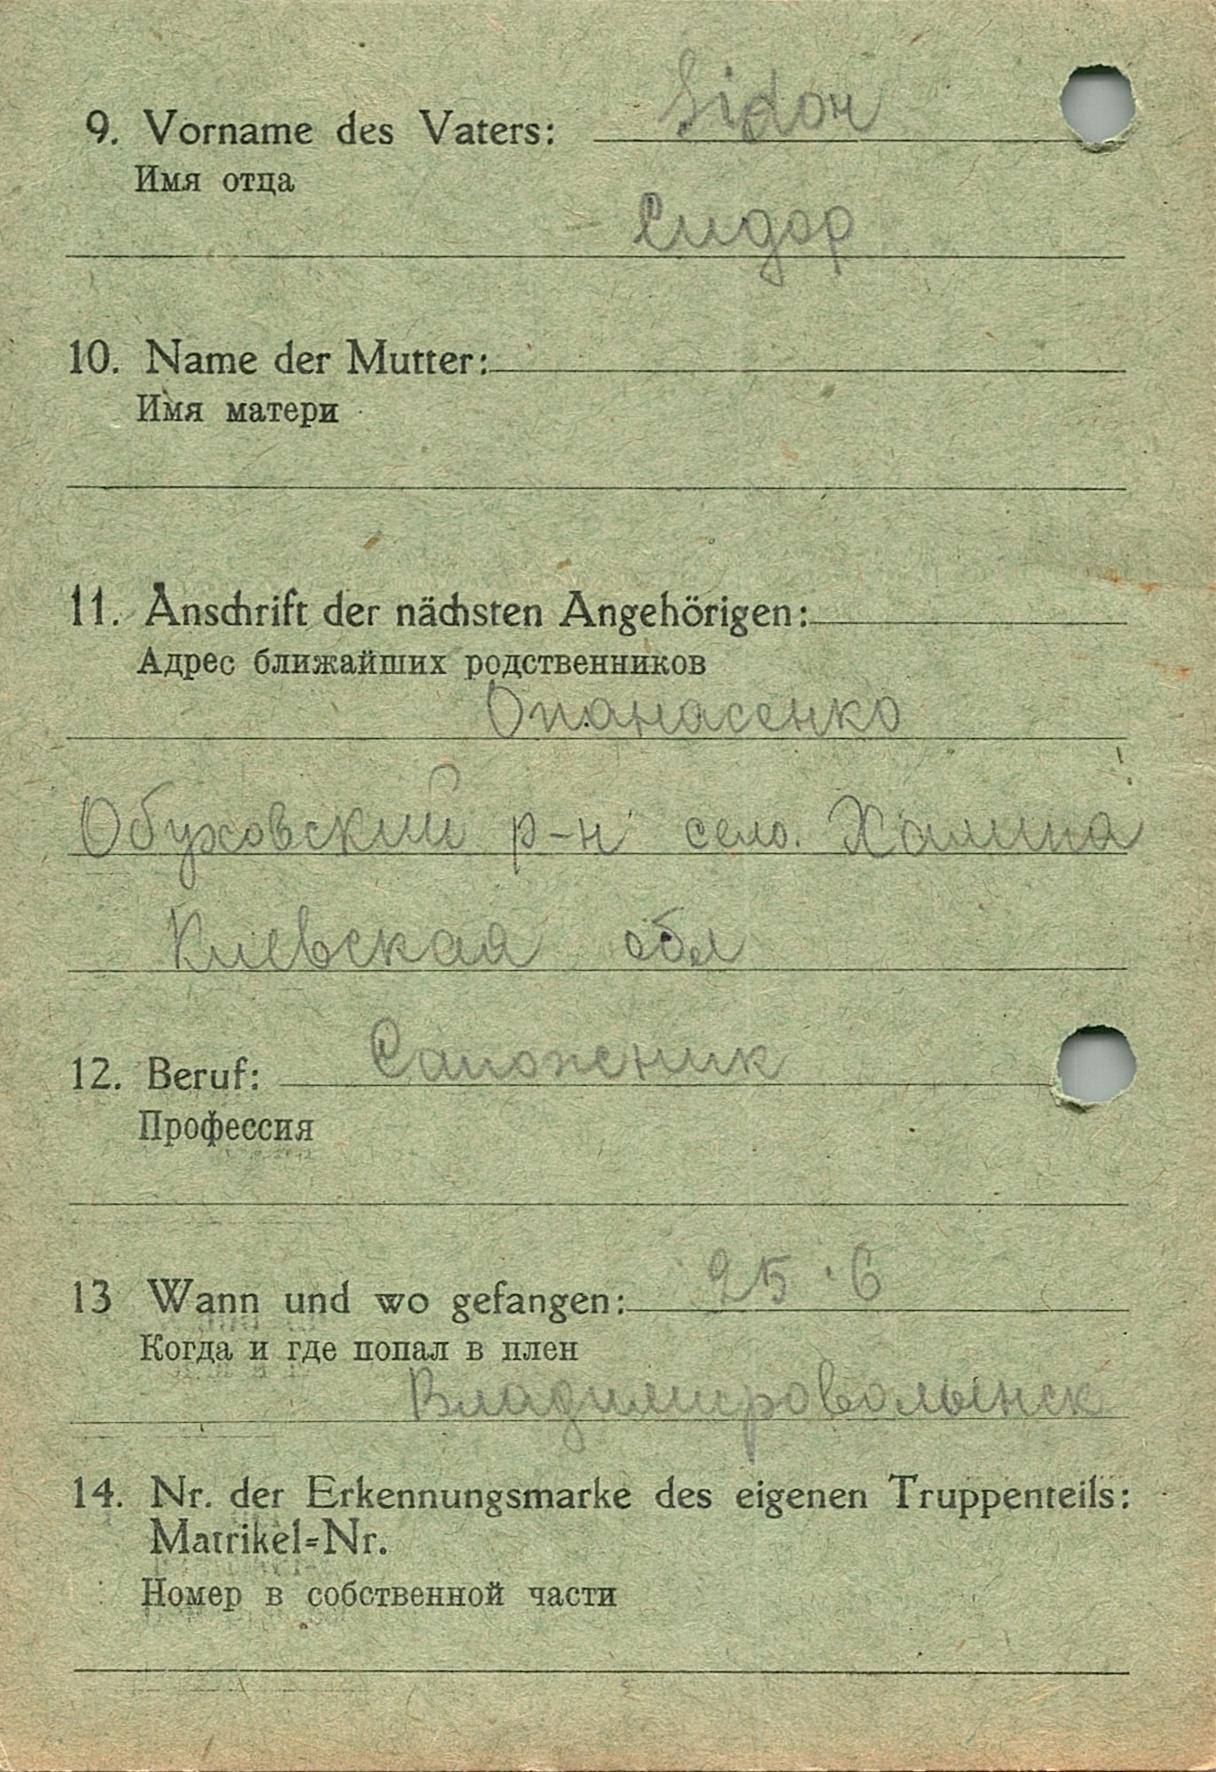 9. Vorname des Vaters: Sidor
Имя отца
Сидор
10. Name der Mutter:
Имя матери
11. Anschrift der nächsten Angehörigen:
Адрес ближайших родственников
Опанасенко
Обуховский р-н село. Халипа
Киевская обл
12. Beruf: Сапожник
Профессия
13 Wann und wo gefangen: 25 · 6
Когда и где попал в плен
Владимироволынск
14. Nr. der Erkennungsmarke des eigenen Truppenteils:
Matrikel=Nr.
Номер в собственной части